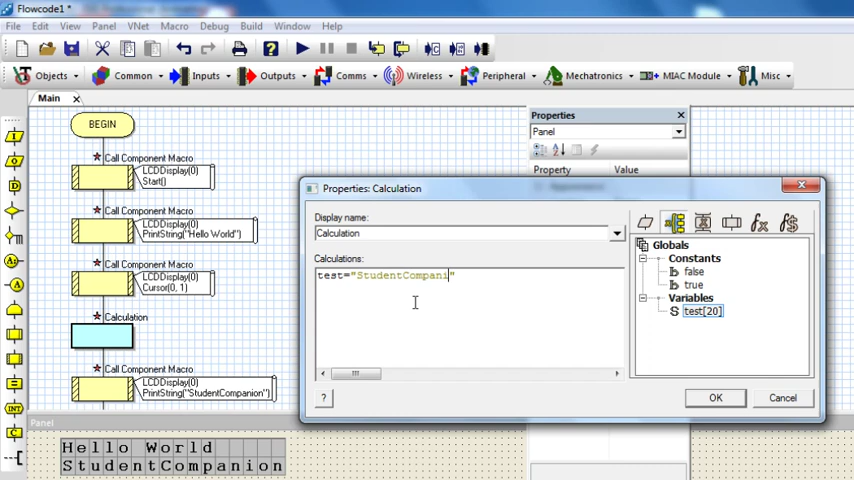 Flowcode1 *
File Edit View Panel VNet Macro Debug Build Window Help
Objects Common Inputs Outputs Comms Wireless Peripheral Mechatronics MIAC Module Misc
Main
BEGIN
Call Component Macro
LCDDisplay(0)
Start()
Call Component Macro
LCDDisplay(0)
PrintString("Hello World")
Call Component Macro
LCDDisplay(0)
Cursor(0, 1)
Calculation
Call Component Macro
LCDDisplay(0)
PrintString("StudentCompanion")
Properties
Panel
Property Value
Properties: Calculation
Display name:
Calculation
Calculations:
test="StudentCompani"
Globals
Constants
false
true
Variables
test[20]
? OK Cancel
Panel
Hello World
StudentCompanion